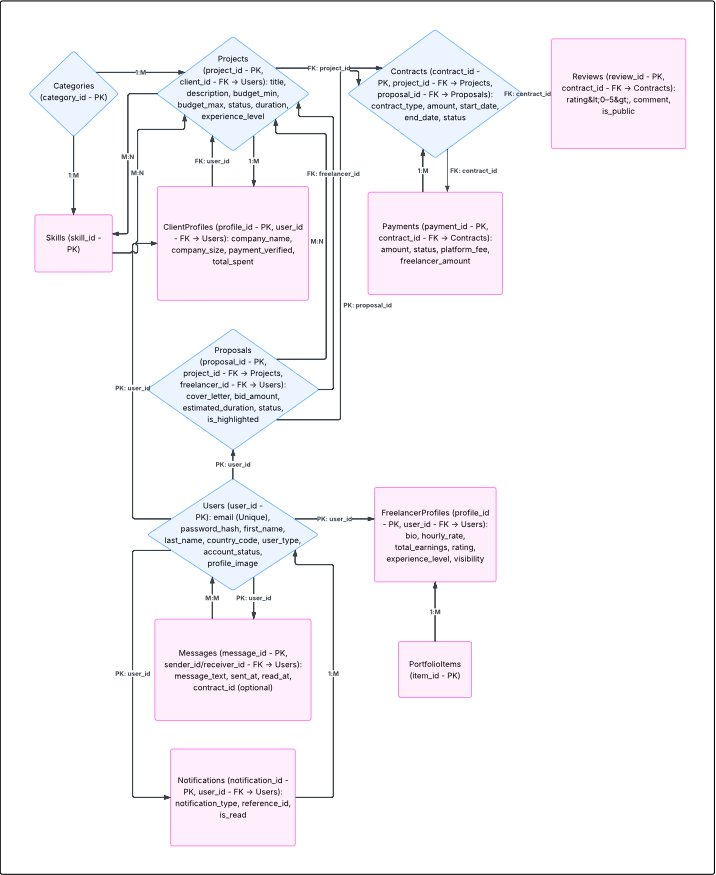 Projects
(project_id - PK,
client_id - FK → Users): title,
description, budget_min,
budget_max, status, duration,
experience_level
Categories
(category_id - PK)
1:M
FK: project_id
Contracts (contract_id -
PK, project_id - FK → Projects,
proposal_id - FK → Proposals):
contract_type, amount, start_date,
end_date, status
FK: contract_id
Reviews (review_id - PK,
contract_id - FK → Contracts):
rating&lt;0–5&gt;, comment,
is_public
M:N
M:N
FK: user_id
1:M
FK: freelancer_id
1:M
FK: contract_id
1:M
Skills (skill_id -
PK)
ClientProfiles (profile_id - PK, user_id
- FK → Users): company_name,
company_size, payment_verified,
total_spent
M:N
Payments (payment_id - PK,
contract_id - FK → Contracts):
amount, status, platform_fee,
freelancer_amount
PK: proposal_id
Proposals
(proposal_id - PK,
project_id - FK → Projects,
freelancer_id - FK → Users):
cover_letter, bid_amount,
estimated_duration, status,
is_highlighted
PK: user_id
PK: user_id
Users (user_id -
PK): email (Unique),
password_hash, first_name,
last_name, country_code, user_type,
account_status,
profile_image
PK: user_id
FreelancerProfiles (profile_id
- PK, user_id - FK → Users):
bio, hourly_rate,
total_earnings, rating,
experience_level, visibility
M:M
PK: user_id
1:M
Messages (message_id - PK,
sender_id/receiver_id - FK → Users):
message_text, sent_at, read_at,
contract_id (optional)
PK: user_id
1:M
PortfolioItems
(item_id - PK)
Notifications (notification_id -
PK, user_id - FK → Users):
notification_type, reference_id,
is_read